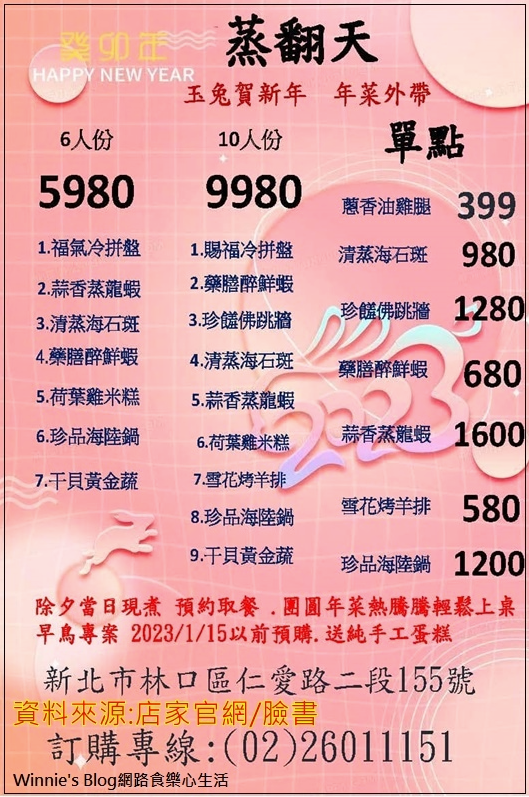 癸卯年
HAPPY NEW YEAR
蒸翻天
玉兔賀新年 年菜外帶
6人份
5980
1.福氣冷拼盤
2.蒜香蒸龍蝦
3.清蒸海石斑
4.藥膳醉鮮蝦
5.荷葉雞米糕
6.珍品海陸鍋
7.干貝黃金蔬
10人份
9980
1.賜福冷拼盤
2.藥膳醉鮮蝦
3.珍饈佛跳牆
4.清蒸海石斑
5.蒜香蒸龍蝦
6.荷葉雞米糕
7.雪花烤羊排
8.珍品海陸鍋
9.干貝黃金蔬
單點
蔥香油雞腿 399
清蒸海石斑 980
珍饈佛跳牆 1280
藥膳醉鮮蝦 680
蒜香蒸龍蝦 1600
雪花烤羊排 580
珍品海陸鍋 1200
2023
除夕當日現煮 預約取餐 .團圓年菜熱騰騰輕鬆上桌
早鳥專案 2023/1/15以前預購.送純手工蛋糕
新北市林口區仁愛路二段155號
資料來源:店家官網/臉書
訂購專線:(02)26011151
Winnie's Blog網路食樂心生活